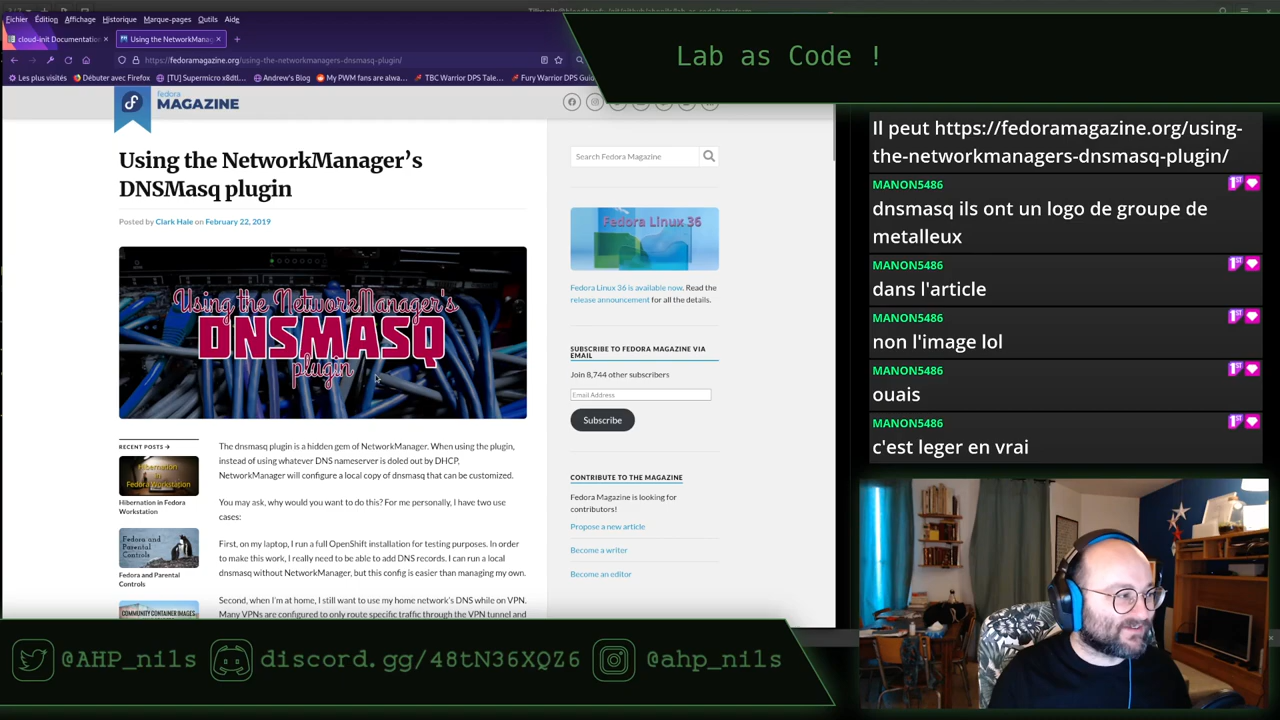 Fichier Édition Affichage Historique Marque-pages Outils Aide
cloud-init Documentation
Using the NetworkManag
https://fedoramagazine.org/using-the-networkmanagers-dnsmasq-plugin/
Les plus visités Débuter avec Firefox [TU] Supermicro x8dtl... Andrew's Blog My PWM fans are alwa... TBC Warrior DPS Tale... Fury Warrior DPS Guid
Lab as Code !
fedora
MAGAZINE
Using the NetworkManager's
DNSMasq plugin
Posted by Clark Hale on February 22, 2019
Using the NetworkManager's
DNSMASQ
plugin
RECENT POSTS →
Hibernation
in
Fedora Workstation
Hibernation in Fedora
Workstation
Fedora and
Parental
Controls
Fedora and Parental
Controls
COMMUNITY CONTAINER IMAGES
The dnsmasq plugin is a hidden gem of NetworkManager. When using the plugin,
instead of using whatever DNS nameserver is doled out by DHCP,
NetworkManager will configure a local copy of dnsmasq that can be customized.
You may ask, why would you want to do this? For me personally, I have two use
cases:
First, on my laptop, I run a full OpenShift installation for testing purposes. In order
to make this work, I really need to be able to add DNS records. I can run a local
dnsmasq without NetworkManager, but this config is easier than managing my own.
Second, when I'm at home, I still want to use my home network's DNS while on VPN.
Many VPNs are configured to only route specific traffic through the VPN tunnel and
Search Fedora Magazine
Fedora Linux 36
Fedora Linux 36 is available now. Read the
release announcement for all the details.
SUBSCRIBE TO FEDORA MAGAZINE VIA
EMAIL
Join 8,744 other subscribers
Email Address
Subscribe
CONTRIBUTE TO THE MAGAZINE
Fedora Magazine is looking for
contributors!
Propose a new article
Become a writer
Become an editor
Il peut https://fedoramagazine.org/using-
the-networkmanagers-dnsmasq-plugin/
MANON5486
dnsmasq ils ont un logo de groupe de
metalleux
MANON5486
dans l'article
MANON5486
non l'image lol
MANON5486
ouais
MANON5486
c'est leger en vrai
@AHP_nils discord.gg/48tN36XQZ6 @ahp_nils